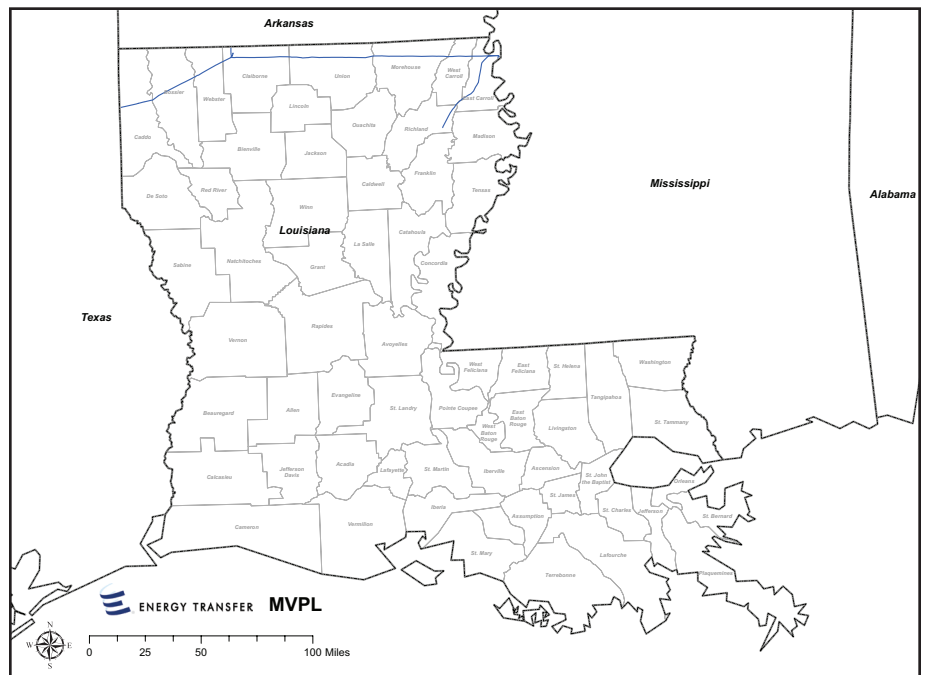 Arkansas
Morehouse
West
Carroll
Claiborne
Union
Bossier
Webster
East Carroll
Lincoln
Ouachita
Richland
Caddo
Madison
Bienville
Jackson
Franklin
Caldwell
Mississippi
De Soto
Red River
Tensas
Alabama
Winn
Louisiana
Catahoula
La Salle
Sabine
Natchitoches
Concordia
Grant
Texas
Rapides
Vernon
Avoyelles
West
Feliciana
East
Feliciana
St. Helena
Washington
Evangeline
Tangipahoa
Beauregard
Allen
St. Landry
Pointe Coupee
East
Baton
Rouge
St. Tammany
West
Baton
Rouge
Livingston
Acadia
Jefferson
Davis
Lafayette
St. Martin
Iberville
Ascension
Calcasieu
St. John
the Baptist
Orleans
St. James
Iberia
St. Charles
Jefferson
Assumption
St. Bernard
Cameron
Vermilion
St. Mary
Lafourche
Terrebonne
Plaquemines
ENERGY TRANSFER MVPL
N
W E
S
0 25 50 100 Miles